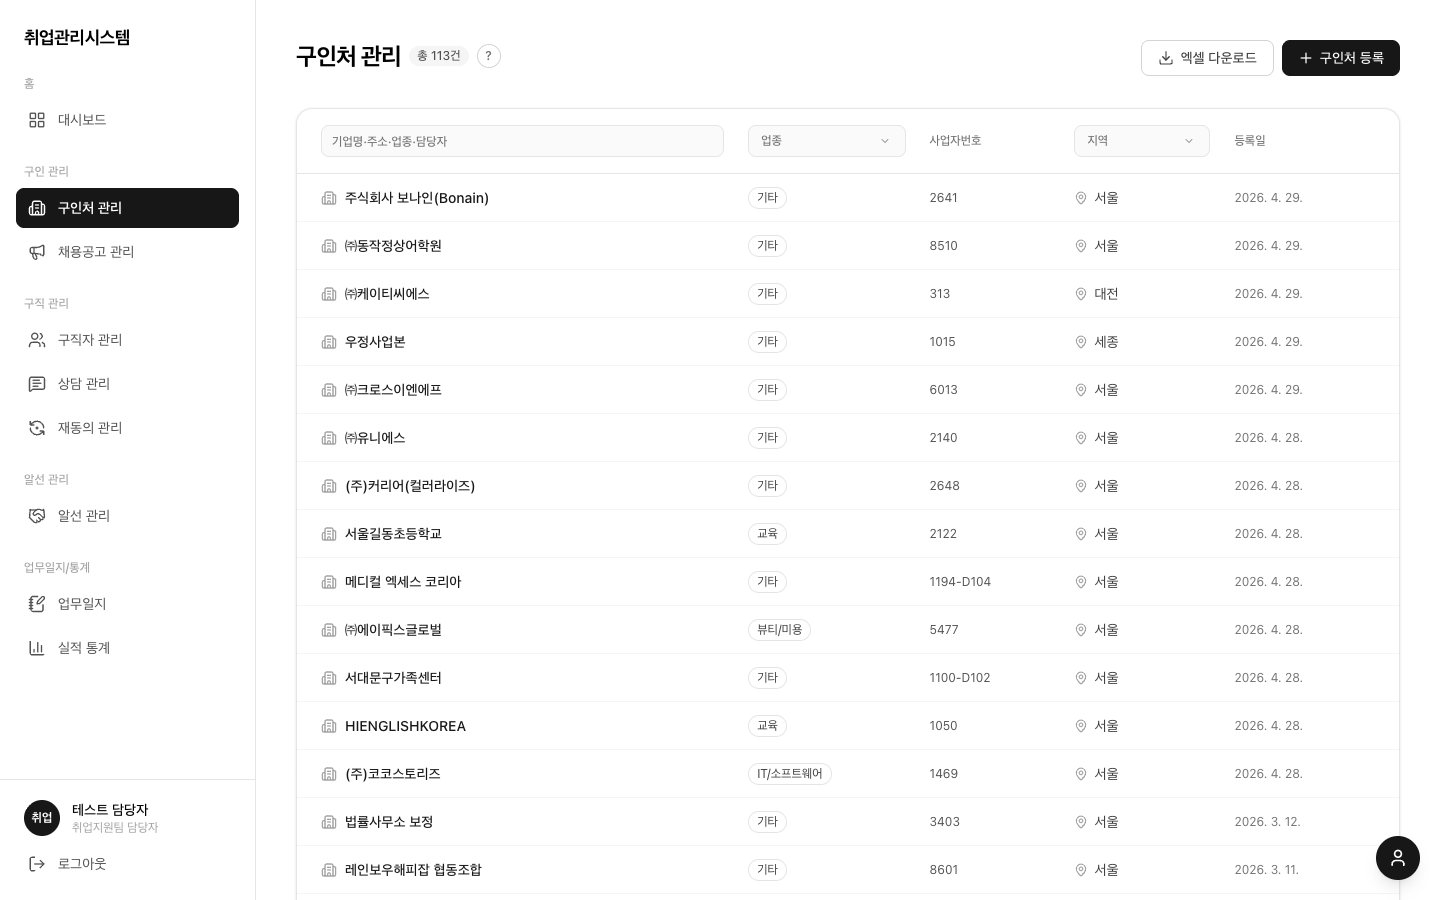 취업관리시스템
홈
대시보드
구인 관리
구인처 관리
채용공고 관리
구직 관리
구직자 관리
상담 관리
재동의 관리
알선 관리
알선 관리
업무일지/통계
업무일지
실적 통계
취업
테스트 담당자
취업지원팀 담당자
로그아웃
구인처 관리 총 113건 ?
엑셀 다운로드 구인처 등록
기업명·주소·업종·담당자 업종 사업자번호 지역 등록일
주식회사 보나인(Bonain) 기타 2641 서울 2026. 4. 29.
㈜동작정상어학원 기타 8510 서울 2026. 4. 29.
㈜케이티씨에스 기타 313 대전 2026. 4. 29.
우정사업본 기타 1015 세종 2026. 4. 29.
㈜크로스이엔에프 기타 6013 서울 2026. 4. 29.
㈜유니에스 기타 2140 서울 2026. 4. 28.
(주)커리어(컬러라이즈) 기타 2648 서울 2026. 4. 28.
서울길동초등학교 교육 2122 서울 2026. 4. 28.
메디컬 엑세스 코리아 기타 1194-D104 서울 2026. 4. 28.
㈜에이픽스글로벌 뷰티/미용 5477 서울 2026. 4. 28.
서대문구가족센터 기타 1100-D102 서울 2026. 4. 28.
HIENGLISHKOREA 교육 1050 서울 2026. 4. 28.
(주)코코스토리즈 IT/소프트웨어 1469 서울 2026. 4. 28.
법률사무소 보정 기타 3403 서울 2026. 3. 12.
레인보우해피잡 협동조합 기타 8601 서울 2026. 3. 11.